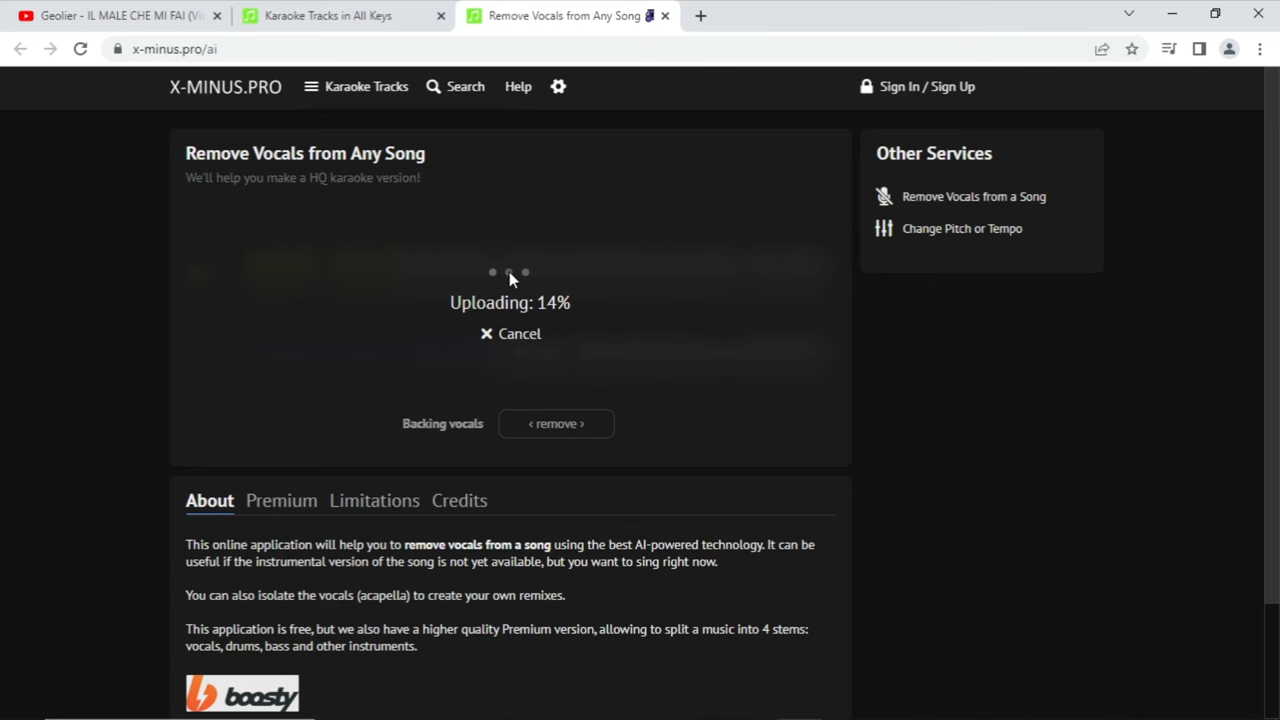 Geolier - IL MALE CHE MI FAI (Vis
Karaoke Tracks in All Keys
Remove Vocals from Any Song
x-minus.pro/ai
X-MINUS.PRO
Karaoke Tracks
Search
Help
Sign In / Sign Up
Remove Vocals from Any Song
We'll help you make a HQ karaoke version!
Uploading: 14%
Cancel
Backing vocals
‹ remove ›
Other Services
Remove Vocals from a Song
Change Pitch or Tempo
About Premium Limitations Credits
This online application will help you to remove vocals from a song using the best AI-powered technology. It can be
useful if the instrumental version of the song is not yet available, but you want to sing right now.
You can also isolate the vocals (acapella) to create your own remixes.
This application is free, but we also have a higher quality Premium version, allowing to split a music into 4 stems:
vocals, drums, bass and other instruments.
boosty